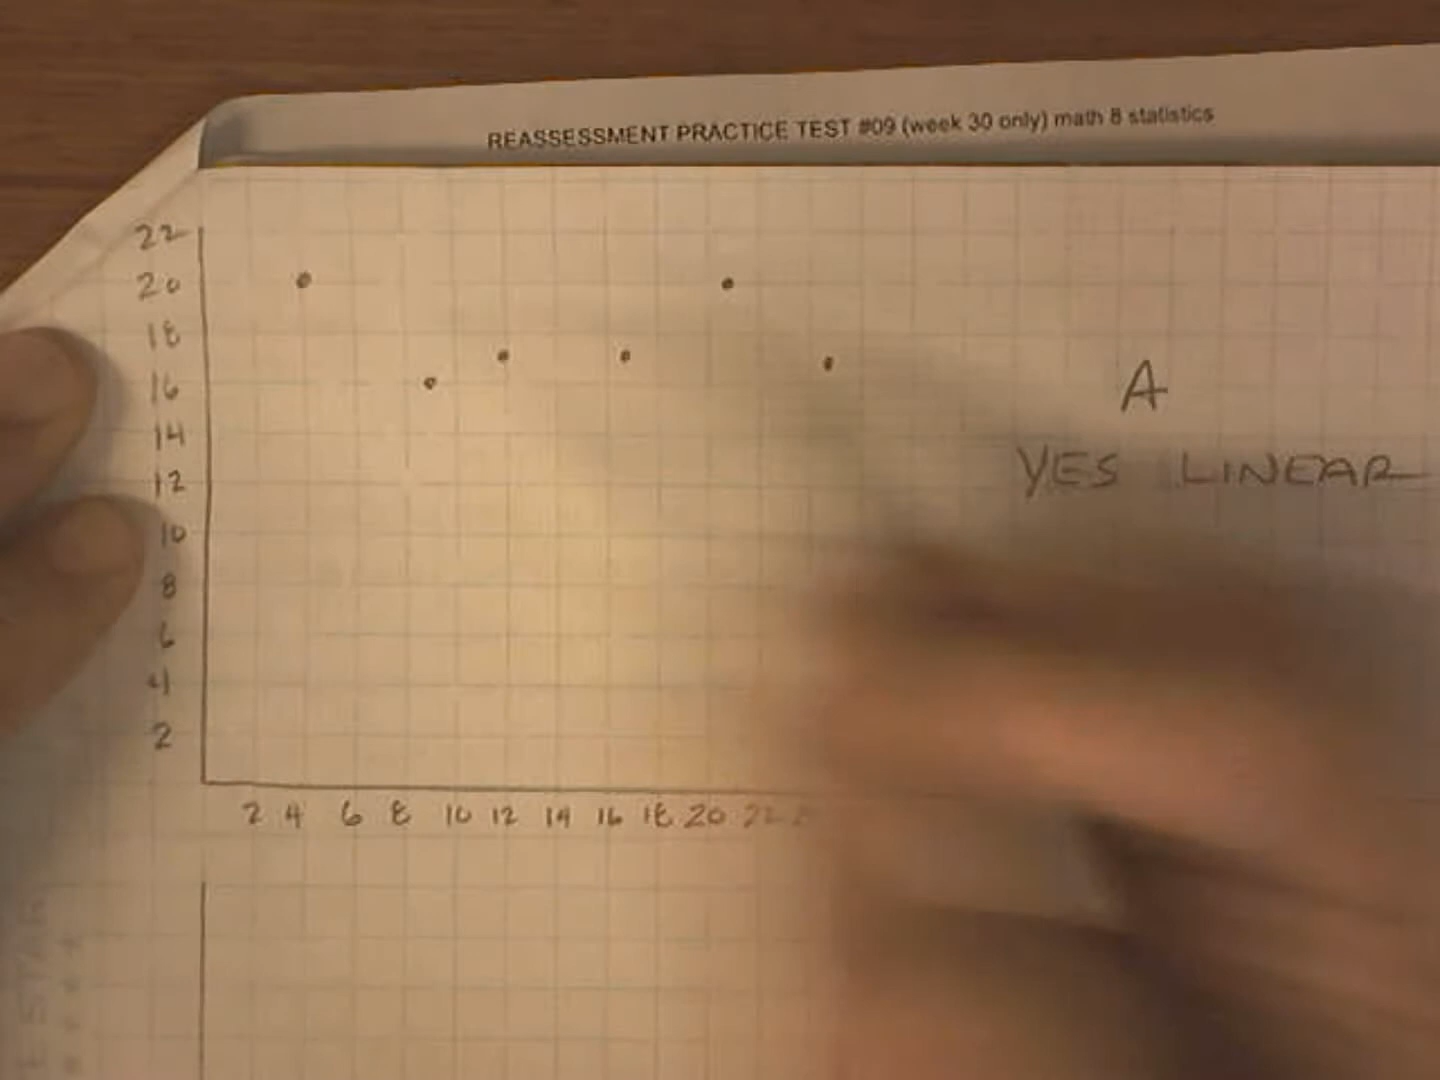 REASSESSMENT PRACTICE TEST #09 (week 30 only) math 8 statistics
22
20
18
16
14
12
10
8
6
4
2
A
YES LINEAR
2 4 6 8 10 12 14 16 18 20 22